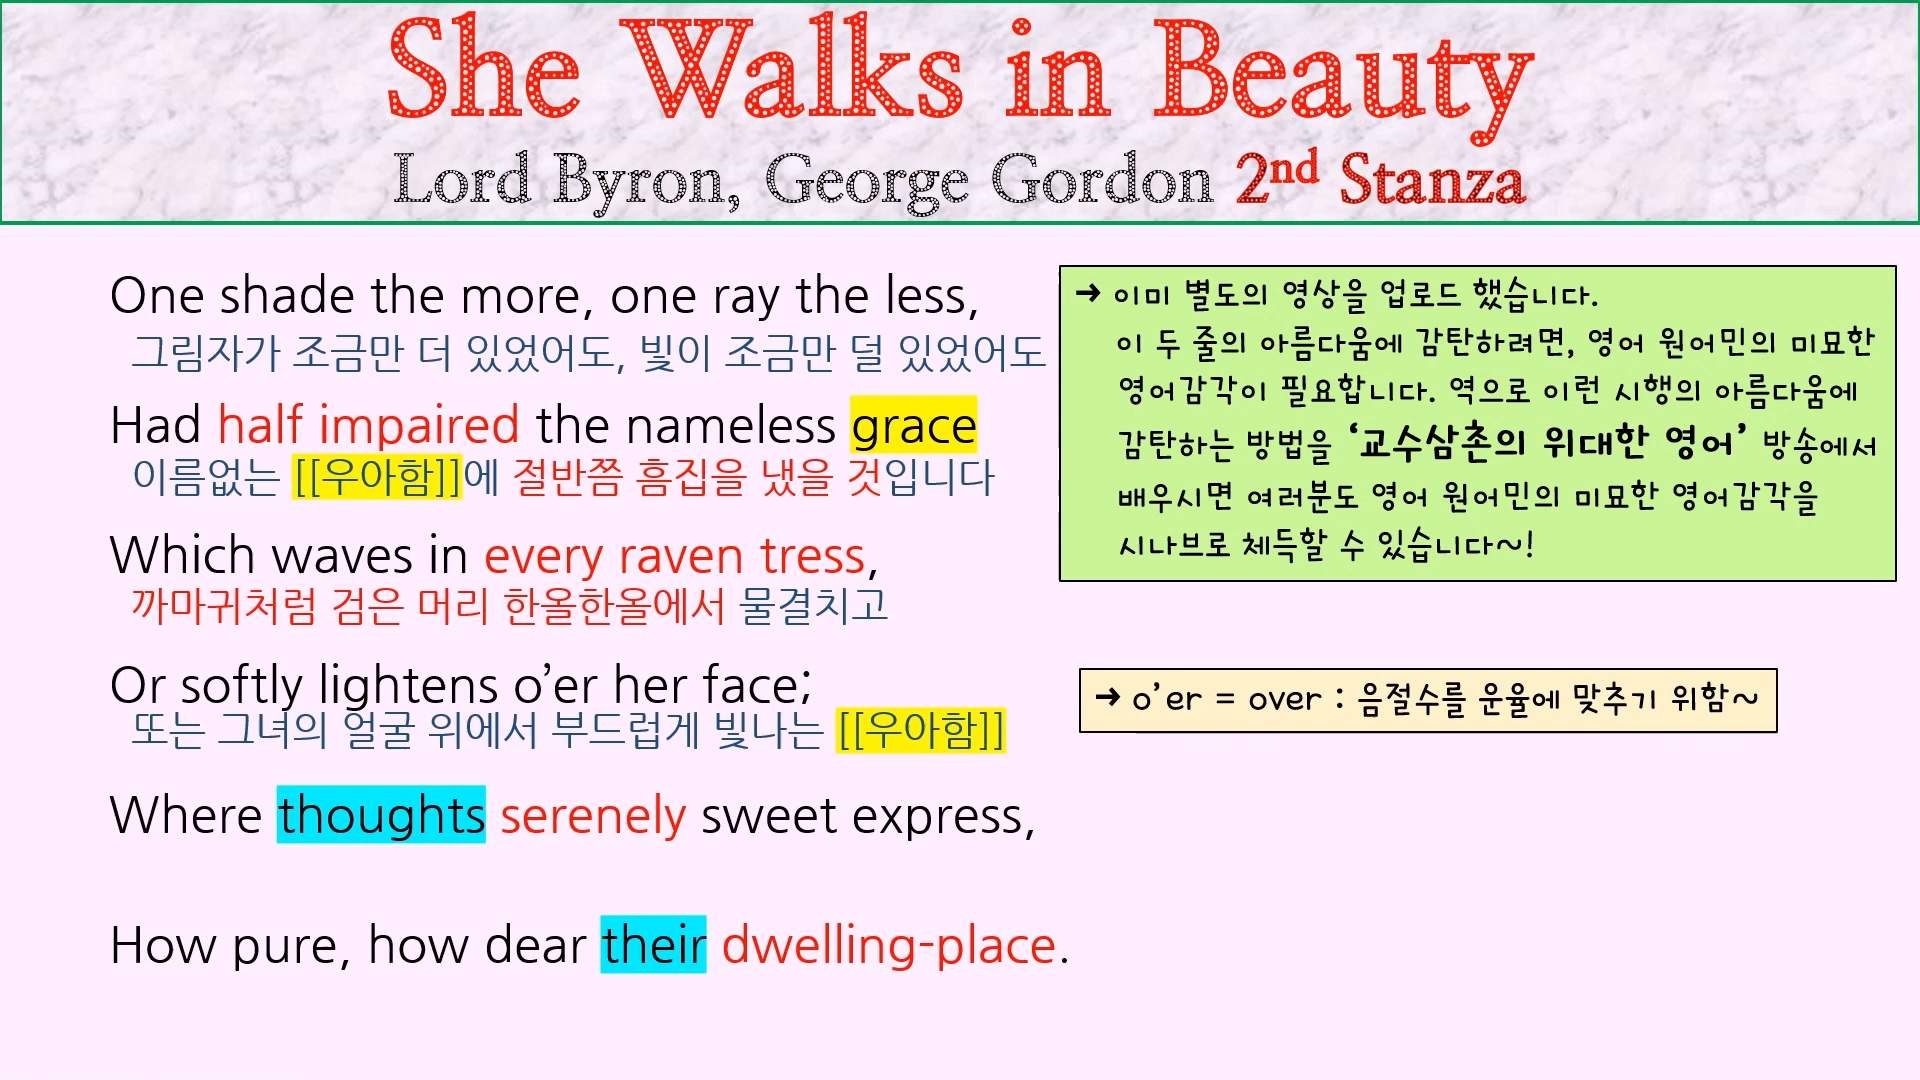 She Walks in Beauty
Lord Byron, George Gordon 2nd Stanza
One shade the more, one ray the less,
그림자가 조금만 더 있었어도, 빛이 조금만 덜 있었어도
Had half impaired the nameless grace
이름없는 [[우아함]]에 절반쯤 흠집을 냈을 것입니다
Which waves in every raven tress,
까마귀처럼 검은 머리 한올한올에서 물결치고
Or softly lightens o’er her face;
또는 그녀의 얼굴 위에서 부드럽게 빛나는 [[우아함]]
Where thoughts serenely sweet express,
How pure, how dear their dwelling-place.
→ 이미 별도의 영상을 업로드 했습니다.
이 두 줄의 아름다움에 감탄하려면, 영어 원어민의 미묘한
영어감각이 필요합니다. 역으로 이런 시행의 아름다움에
감탄하는 방법을 ‘교수삼촌의 위대한 영어’ 방송에서
배우시면 여러분도 영어 원어민의 미묘한 영어감각을
시나브로 체득할 수 있습니다~!
→ o’er = over : 음절수를 운율에 맞추기 위함~